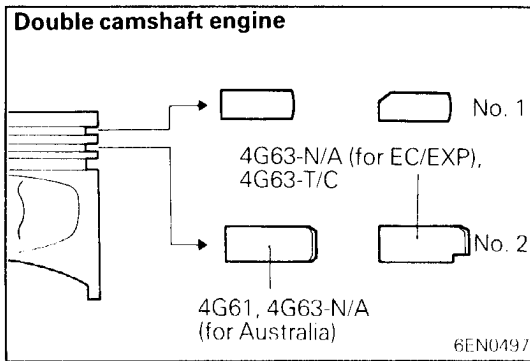 Double camshaft engine
No. 1
4G63-N/A (for EC/EXP),
4G63-T/C
No. 2
4G61, 4G63-N/A
(for Australia)
6EN0497